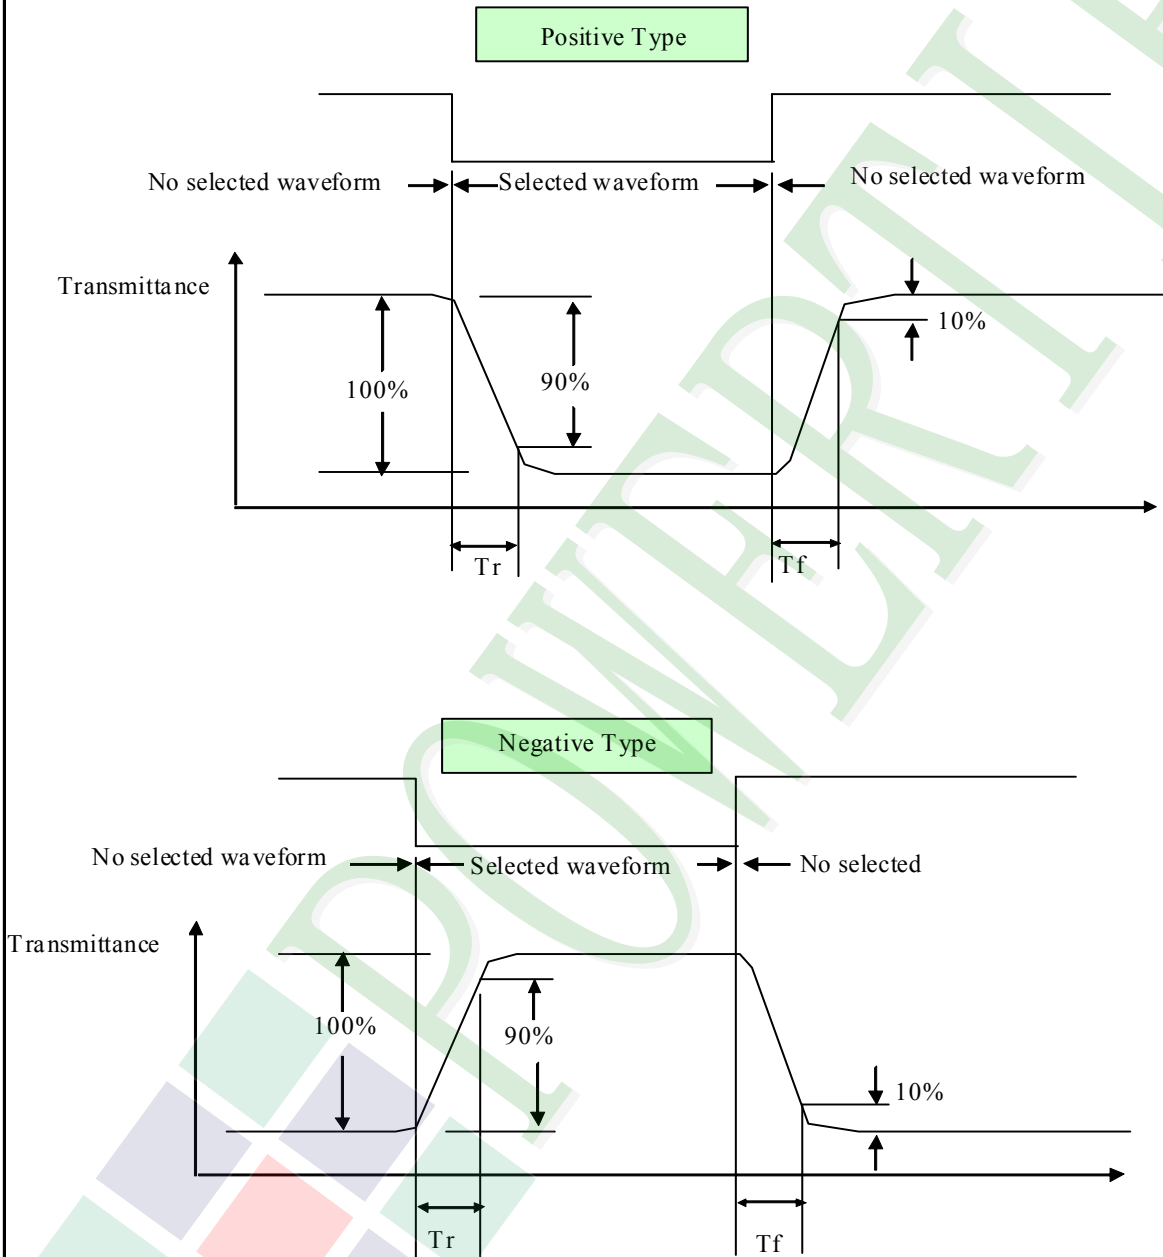 Positive Type
No selected waveform
Selected waveform
No selected waveform
Transmittance
100%
90%
10%
Tr
Tf
Negative Type
No selected waveform
Selected waveform
No selected
Transmittance
100%
90%
10%
Tr
Tf
POWERTI